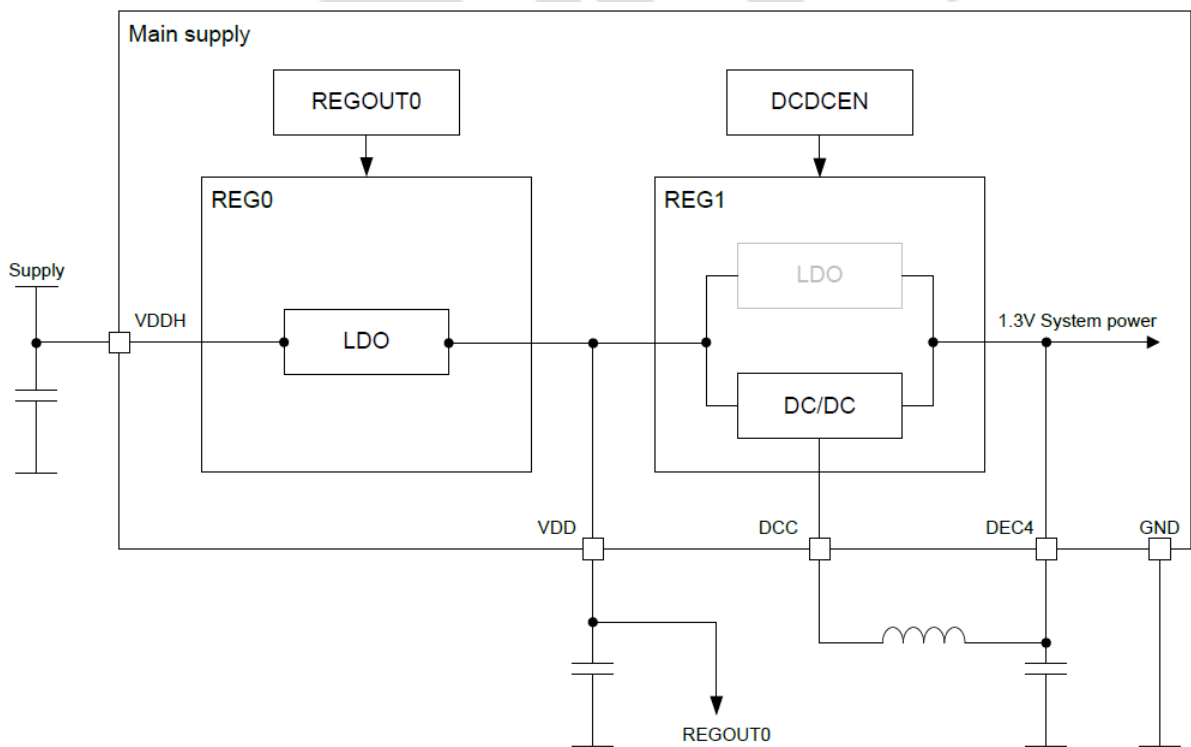 Main supply
REGOUT0
DCDCEN
REG0
REG1
LDO
Supply
VDDH
LDO
1.3V System power
DC/DC
VDD
DCC
DEC4
GND
REGOUT0